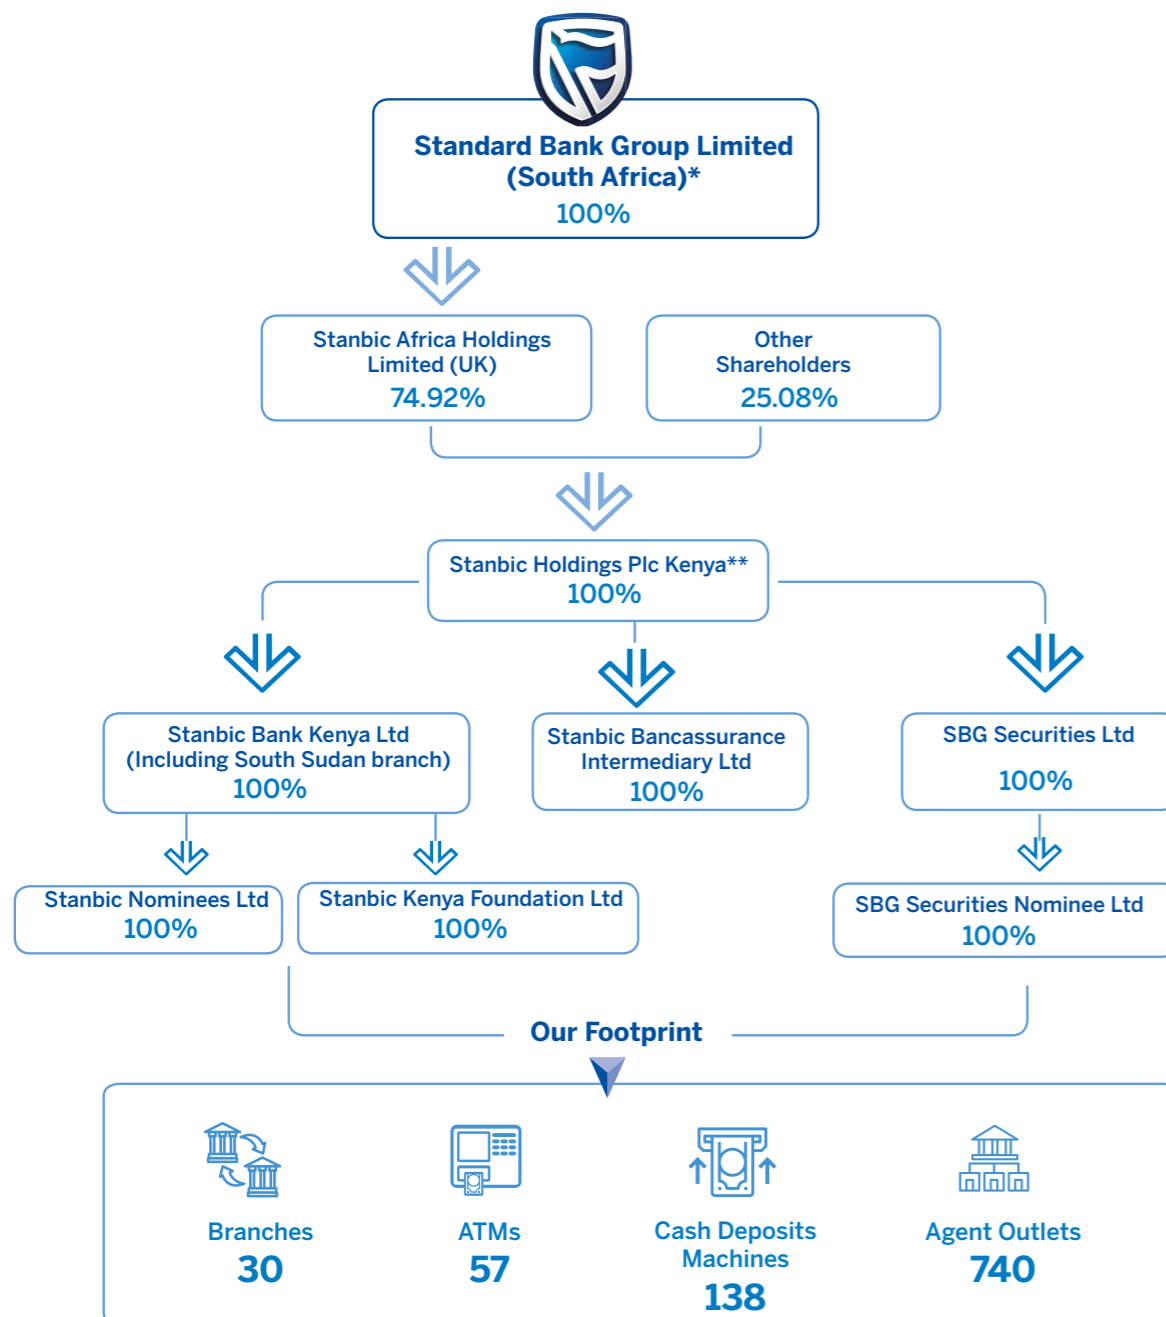 Standard Bank Group Limited
(South Africa)*
100%
Stanbic Africa Holdings
Limited (UK)
74.92%
Other
Shareholders
25.08%
Stanbic Holdings Plc Kenya**
100%
Stanbic Bank Kenya Ltd
(Including South Sudan branch)
100%
Stanbic Bancassurance
Intermediary Ltd
100%
SBG Securities Ltd
100%
Stanbic Nominees Ltd
100%
Stanbic Kenya Foundation Ltd
100%
SBG Securities Nominee Ltd
100%
Our Footprint
Branches
30
ATMs
57
Cash Deposits
Machines
138
Agent Outlets
740